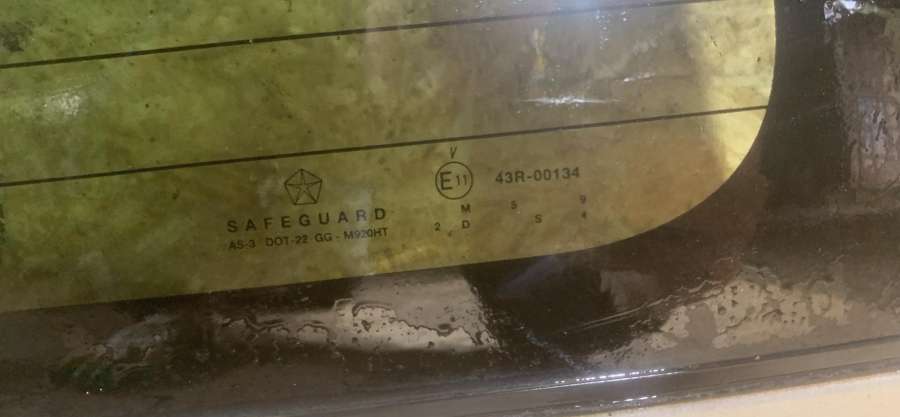 V
E11 43R-00134
SAFEGUARD
AS-3 DOT-22 GG - M920HT
M 5 9
2 D S 4